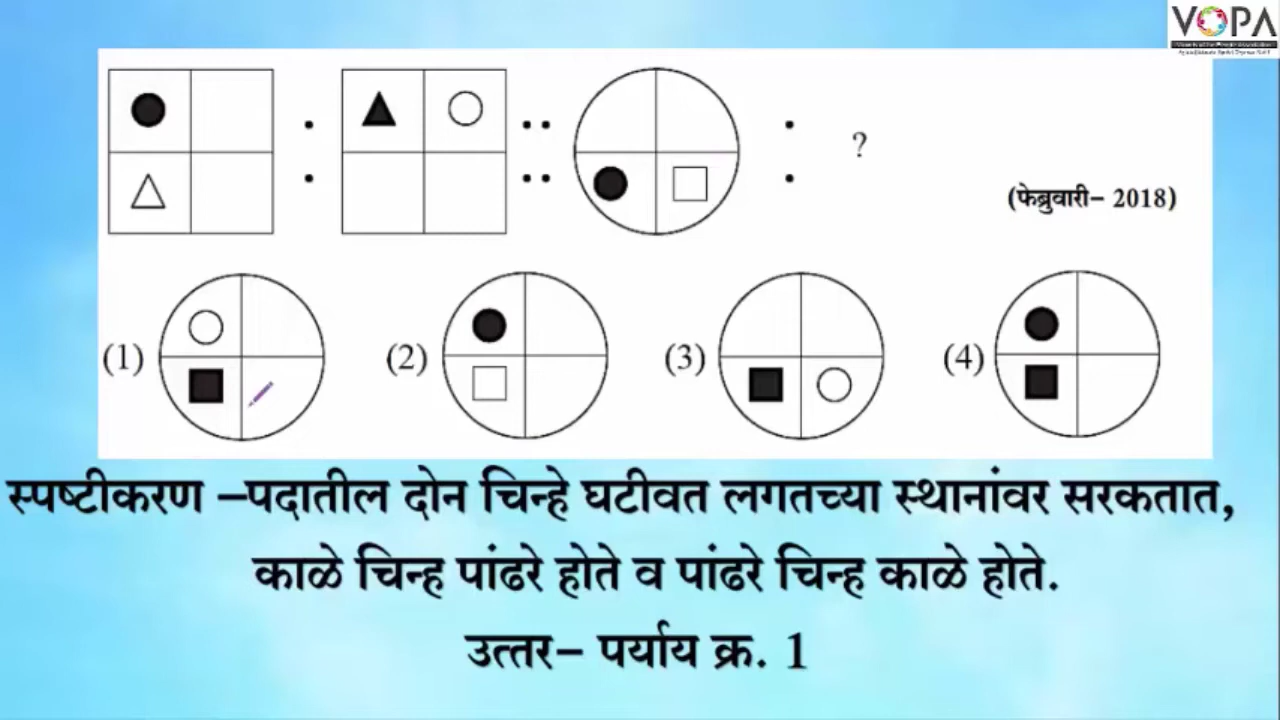 VOPA
?
(फेब्रुवारी– 2018)
(1) (2) (3) (4)
स्पष्टीकरण –पदातील दोन चिन्हे घटीवत लगतच्या स्थानांवर सरकतात,
काळे चिन्ह पांढरे होते व पांढरे चिन्ह काळे होते.
उत्तर– पर्याय क्र. 1